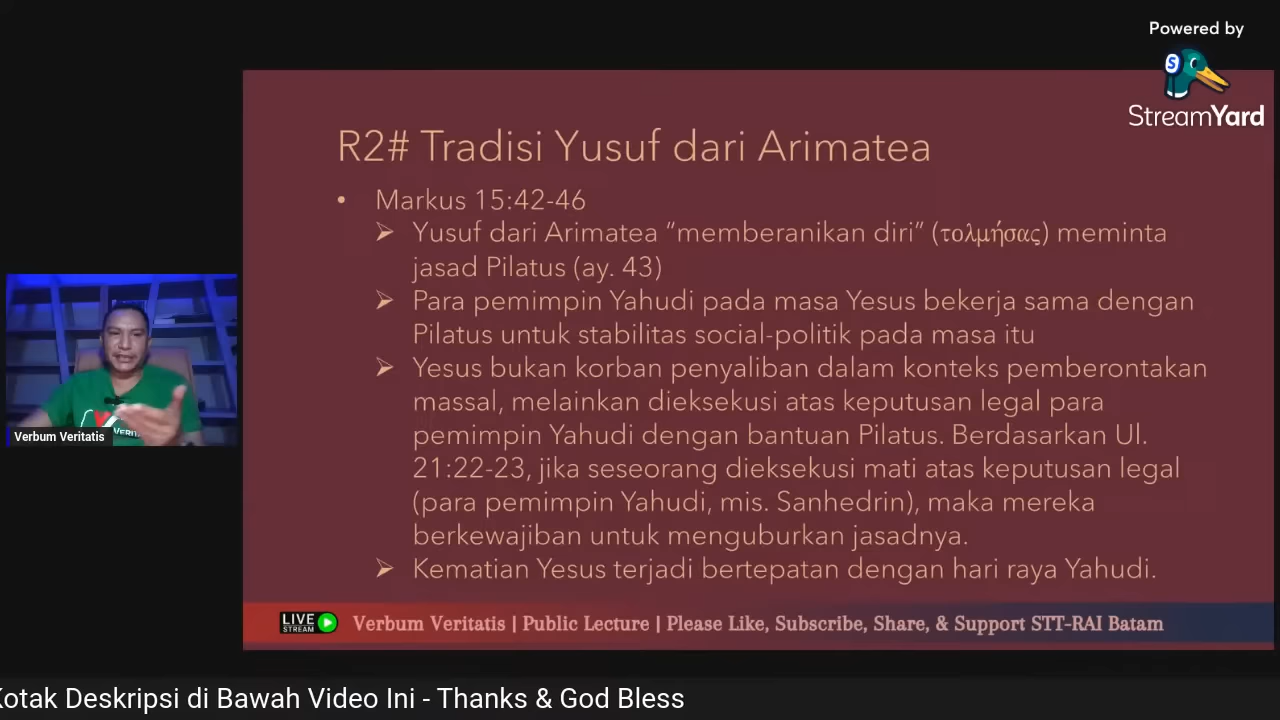 Powered by
StreamYard
R2# Tradisi Yusuf dari Arimatea
• Markus 15:42-46
➢ Yusuf dari Arimatea “memberanikan diri” (τολμήσας) meminta
jasad Pilatus (ay. 43)
➢ Para pemimpin Yahudi pada masa Yesus bekerja sama dengan
Pilatus untuk stabilitas social-politik pada masa itu
➢ Yesus bukan korban penyaliban dalam konteks pemberontakan
massal, melainkan dieksekusi atas keputusan legal para
pemimpin Yahudi dengan bantuan Pilatus. Berdasarkan Ul.
21:22-23, jika seseorang dieksekusi mati atas keputusan legal
(para pemimpin Yahudi, mis. Sanhedrin), maka mereka
berkewajiban untuk menguburkan jasadnya.
➢ Kematian Yesus terjadi bertepatan dengan hari raya Yahudi.
Verbum Veritatis
LIVE
STREAM
Verbum Veritatis | Public Lecture | Please Like, Subscribe, Share, & Support STT-RAI Batam
Kotak Deskripsi di Bawah Video Ini - Thanks & God Bless